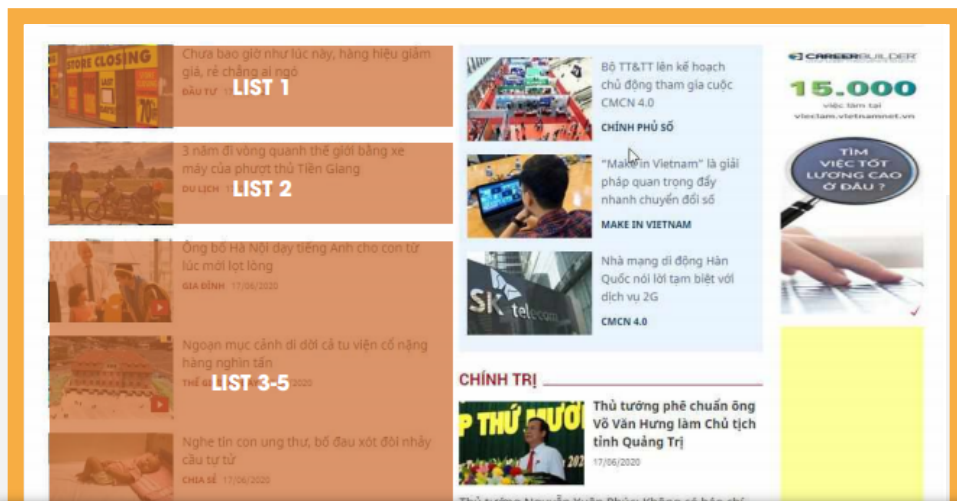 STORE CLOSING
70%
Chưa bao giờ như lúc này, hàng hiệu giảm
giá, rẻ chẳng ai ngó
ĐẦU TƯ
LIST 1
3 năm đi vòng quanh thế giới bằng xe
máy của phượt thủ Tiền Giang
DU LỊCH
LIST 2
Ông bố Hà Nội dạy tiếng Anh cho con từ
lúc mới lọt lòng
GIA ĐÌNH 17/06/2020
Ngoạn mục cảnh di dời cả tu viện cổ nặng
hàng nghìn tấn
LIST 3-5
Nghe tin con ung thư, bố đau xót đòi nhảy
cầu tự tử
CHIA SẺ 17/06/2020
Bộ TT&TT lên kế hoạch
chủ động tham gia cuộc
CMCN 4.0
CHÍNH PHỦ SỐ
"Make in Vietnam" là giải
pháp quan trọng đẩy
nhanh chuyển đổi số
MAKE IN VIETNAM
SK telecom
Nhà mạng di động Hàn
Quốc nói lời tạm biệt với
dịch vụ 2G
CMCN 4.0
CHÍNH TRỊ
P THỨ MƯỜI
202
Thủ tướng phê chuẩn ông
Võ Văn Hưng làm Chủ tịch
tỉnh Quảng Trị
17/06/2020
CAREERBUILDER
15.000
việc làm tại
vieclam.vietnamnet.vn
TÌM
VIỆC TỐT
LƯƠNG CAO
Ở ĐÂU ?